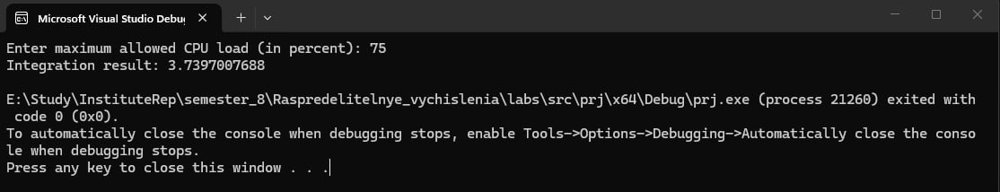 Microsoft Visual Studio Debug
Enter maximum allowed CPU load (in percent): 75
Integration result: 3.7397007688
E:\Study\InstituteRep\semester_8\Raspredelitelnye_vychislenia\labs\src\prj\x64\Debug\prj.exe (process 21260) exited with
code 0 (0x0).
To automatically close the console when debugging stops, enable Tools->Options->Debugging->Automatically close the conso
le when debugging stops.
Press any key to close this window . . .